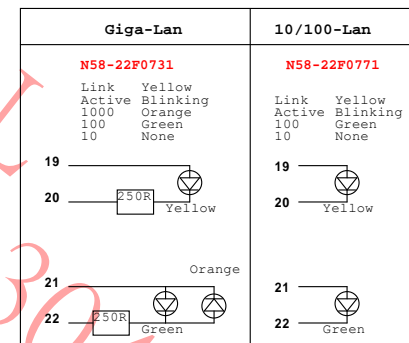 Giga-Lan
N58-22F0731
Link Yellow
Active Blinking
1000 Orange
100 Green
10 None
19
20
250R
Yellow
Orange
21
22
250R
Green
10/100-Lan
N58-22F0771
Link Yellow
Active Blinking
100 Green
10 None
19
20
Yellow
21
22
Green